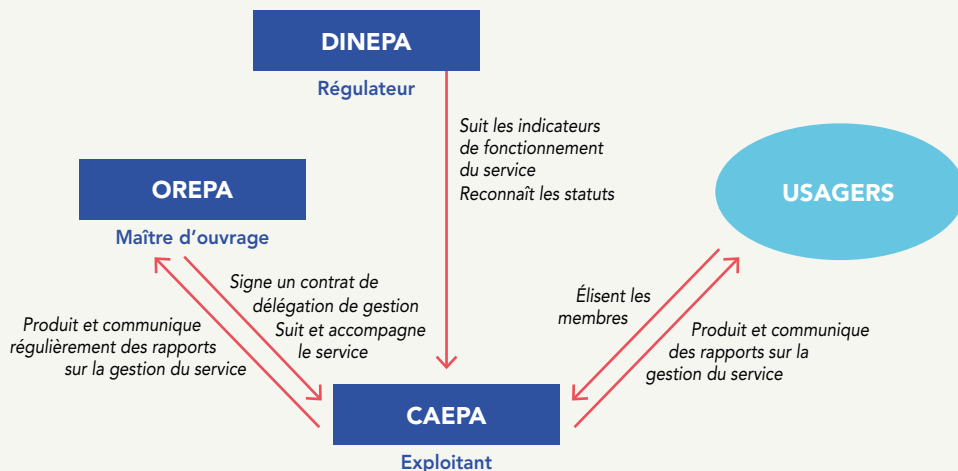 DINEPA
Régulateur
Suit les indicateurs
de fonctionnement
du service
Reconnaît les statuts
OREPA
Maître d'ouvrage
USAGERS
Signe un contrat de
délégation de gestion
Suit et accompagne
le service
Produit et communique
régulièrement des rapports
sur la gestion du service
Élisent les
membres
Produit et communique
des rapports sur la
gestion du service
CAEPA
Exploitant